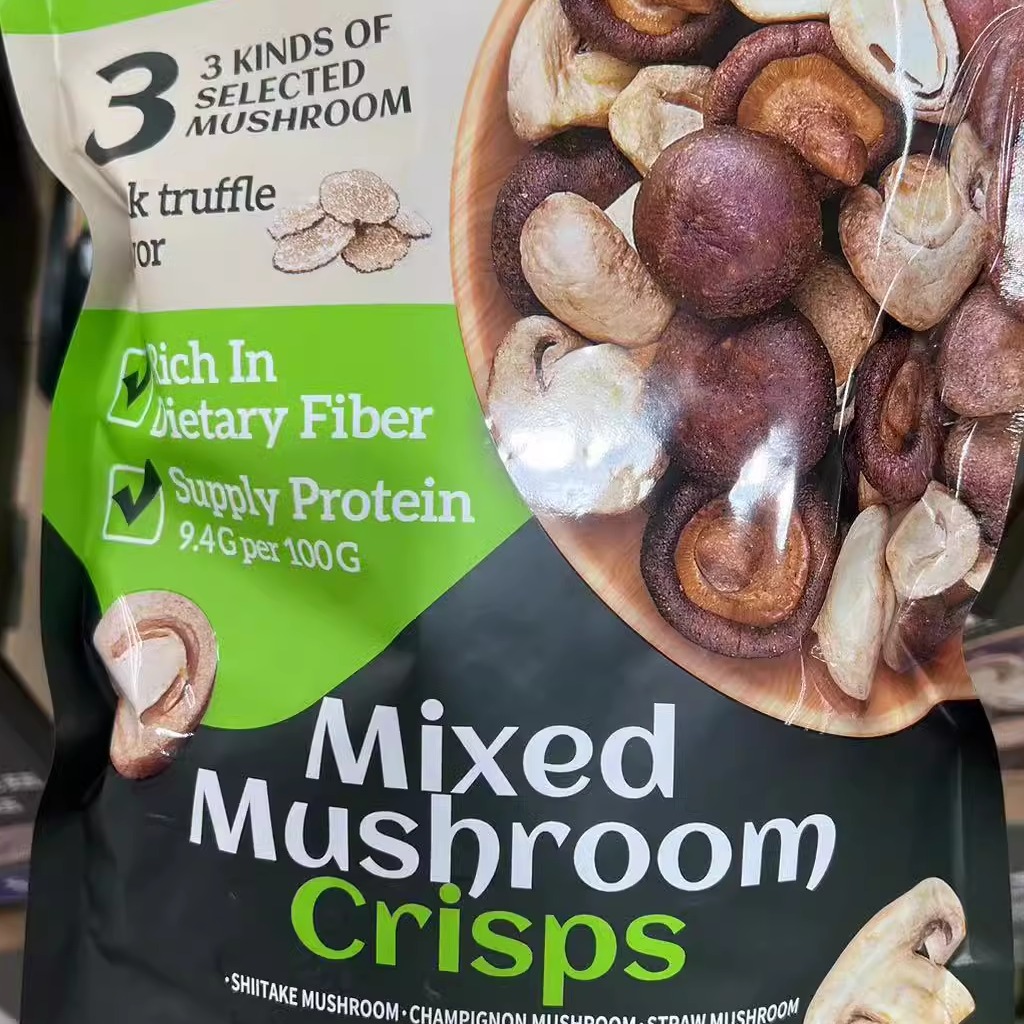 3
3 KINDS OF
SELECTED
MUSHROOM
k truffle
vor
Rich In
Dietary Fiber
Supply Protein
9.4G per 100G
Mixed
Mushroom
Crisps
·SHIITAKE MUSHROOM·CHAMPIGNON MUSHROOM·STRAW MUSHROOM